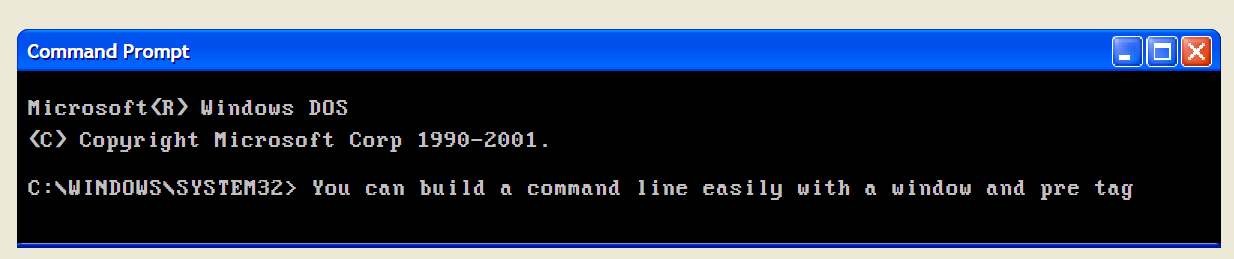 Command Prompt
Microsoft(R) Windows DOS
(C) Copyright Microsoft Corp 1990-2001.
C:\WINDOWS\SYSTEM32> You can build a command line easily with a window and pre tag